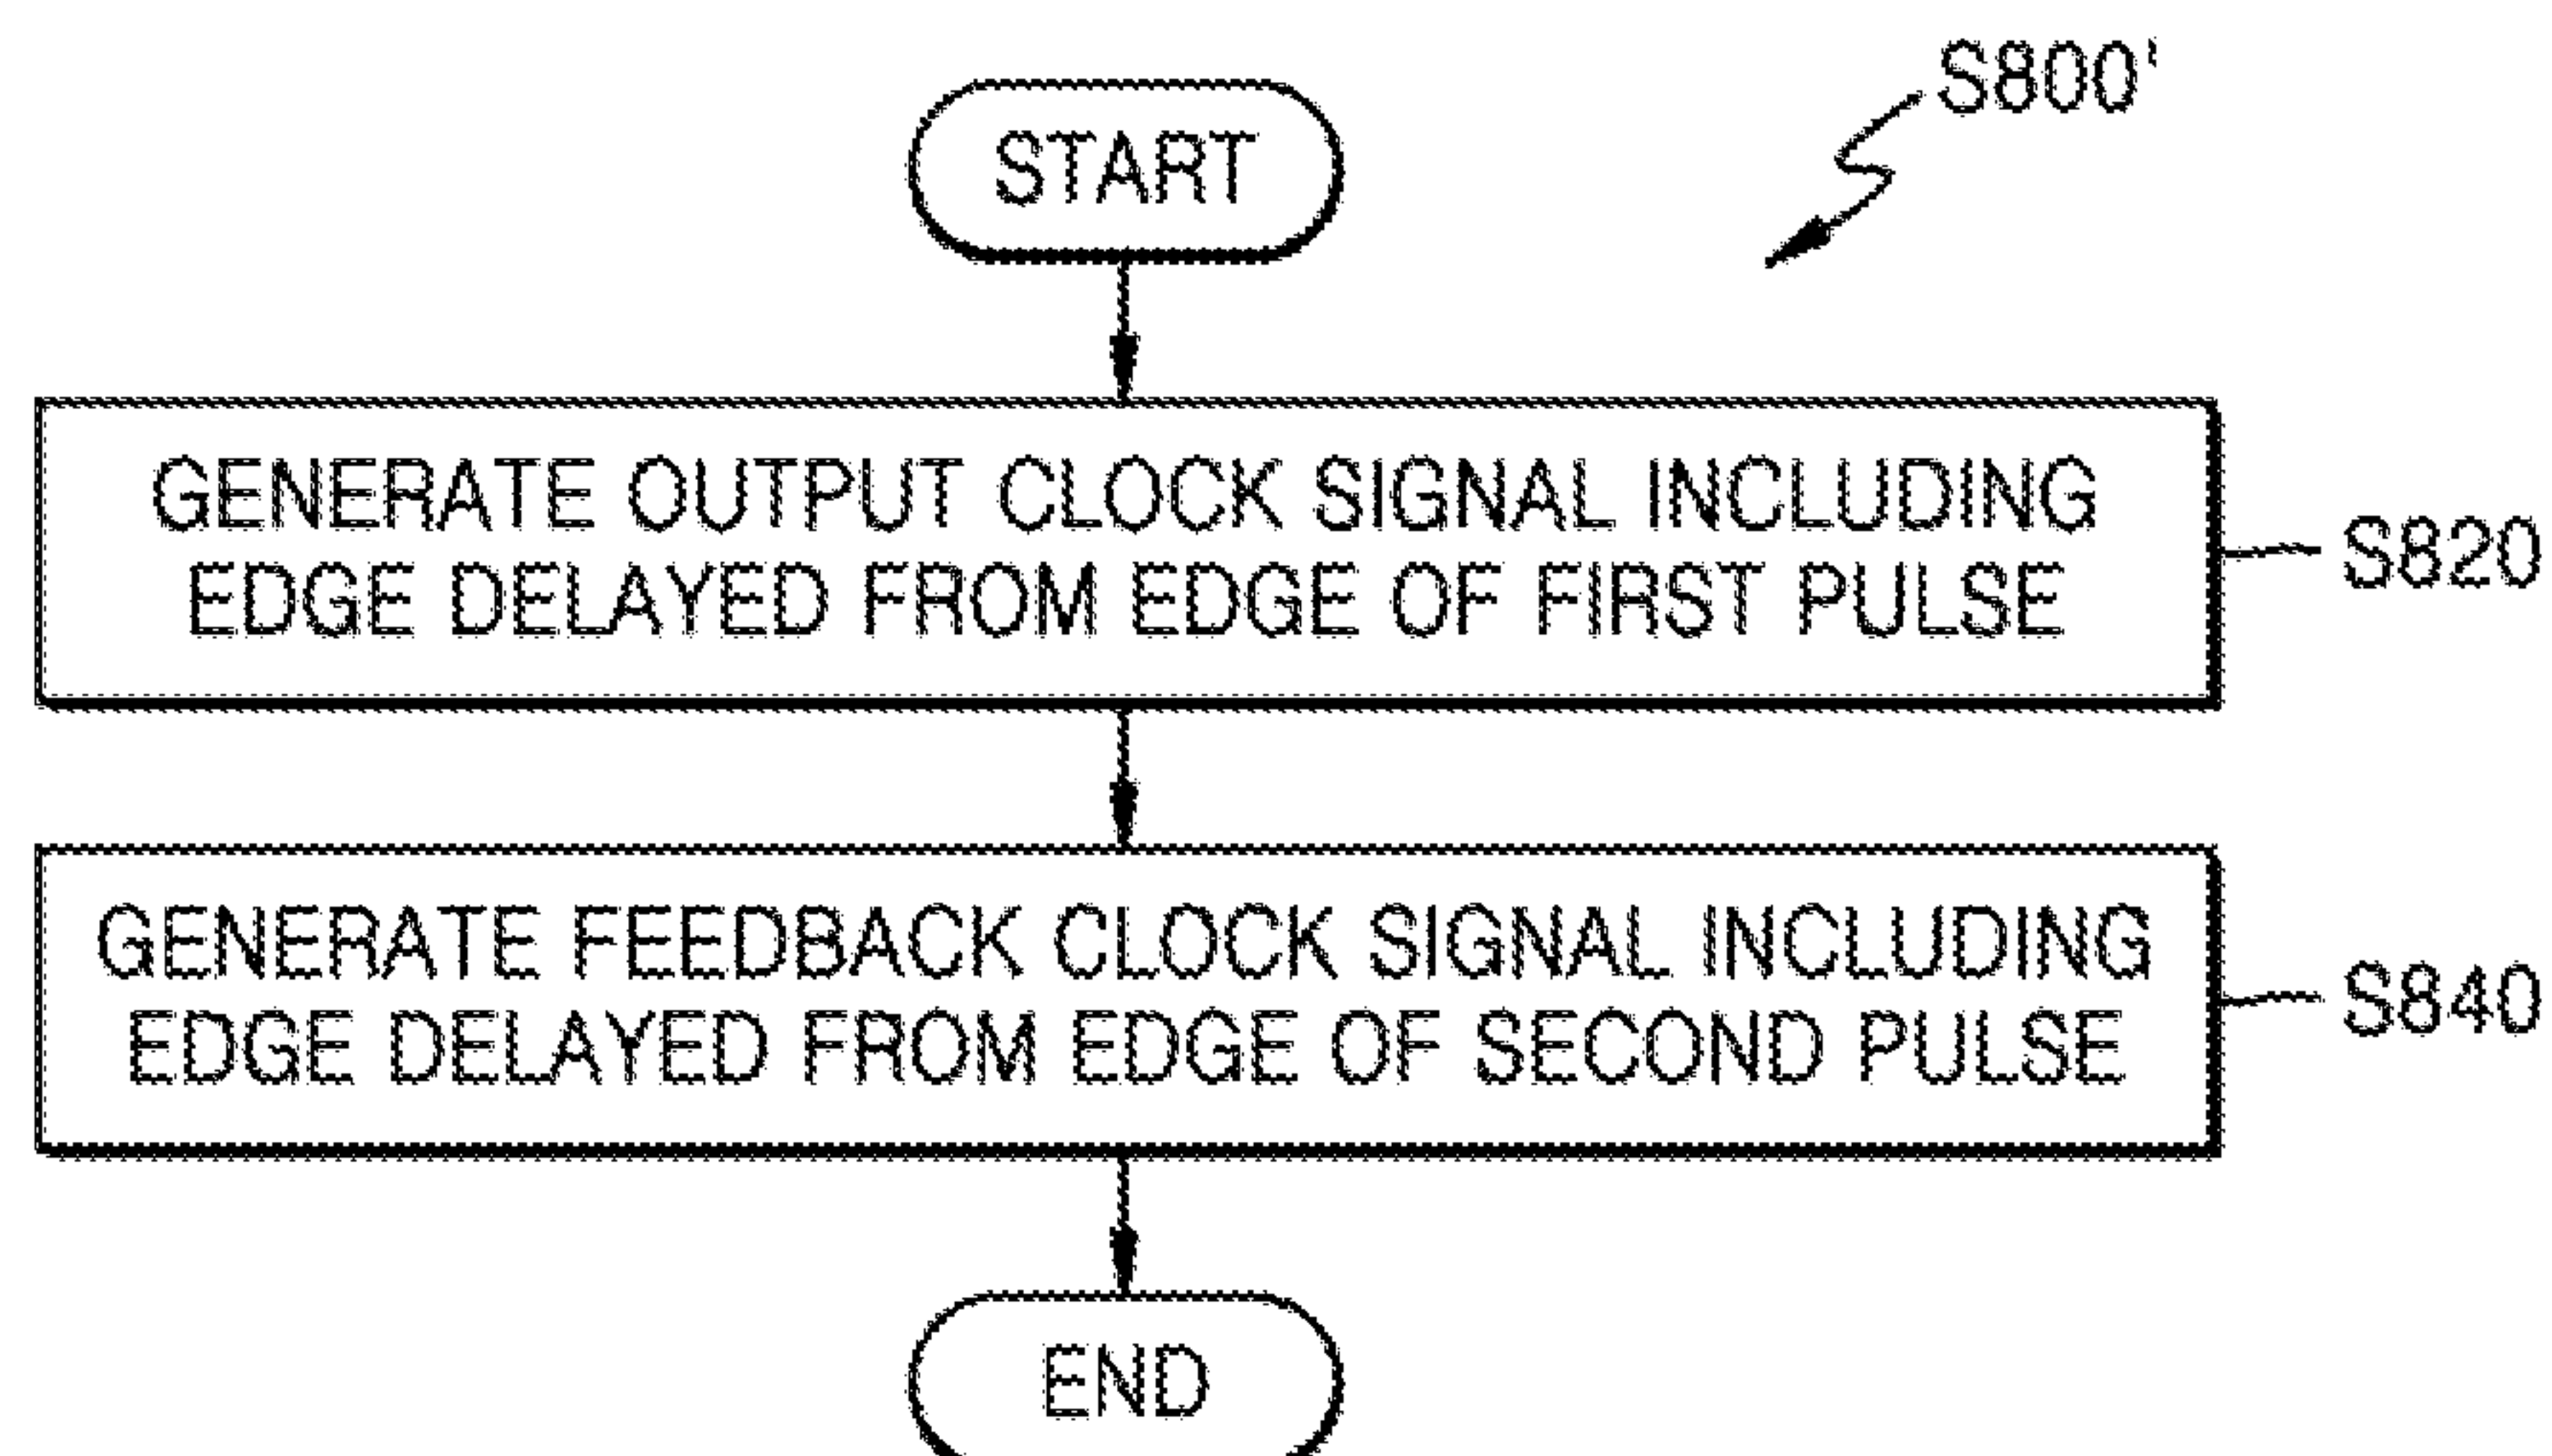 S800'
START
GENERATE OUTPUT CLOCK SIGNAL INCLUDING
EDGE DELAYED FROM EDGE OF FIRST PULSE
S820
GENERATE FEEDBACK CLOCK SIGNAL INCLUDING
EDGE DELAYED FROM EDGE OF SECOND PULSE
S840
END